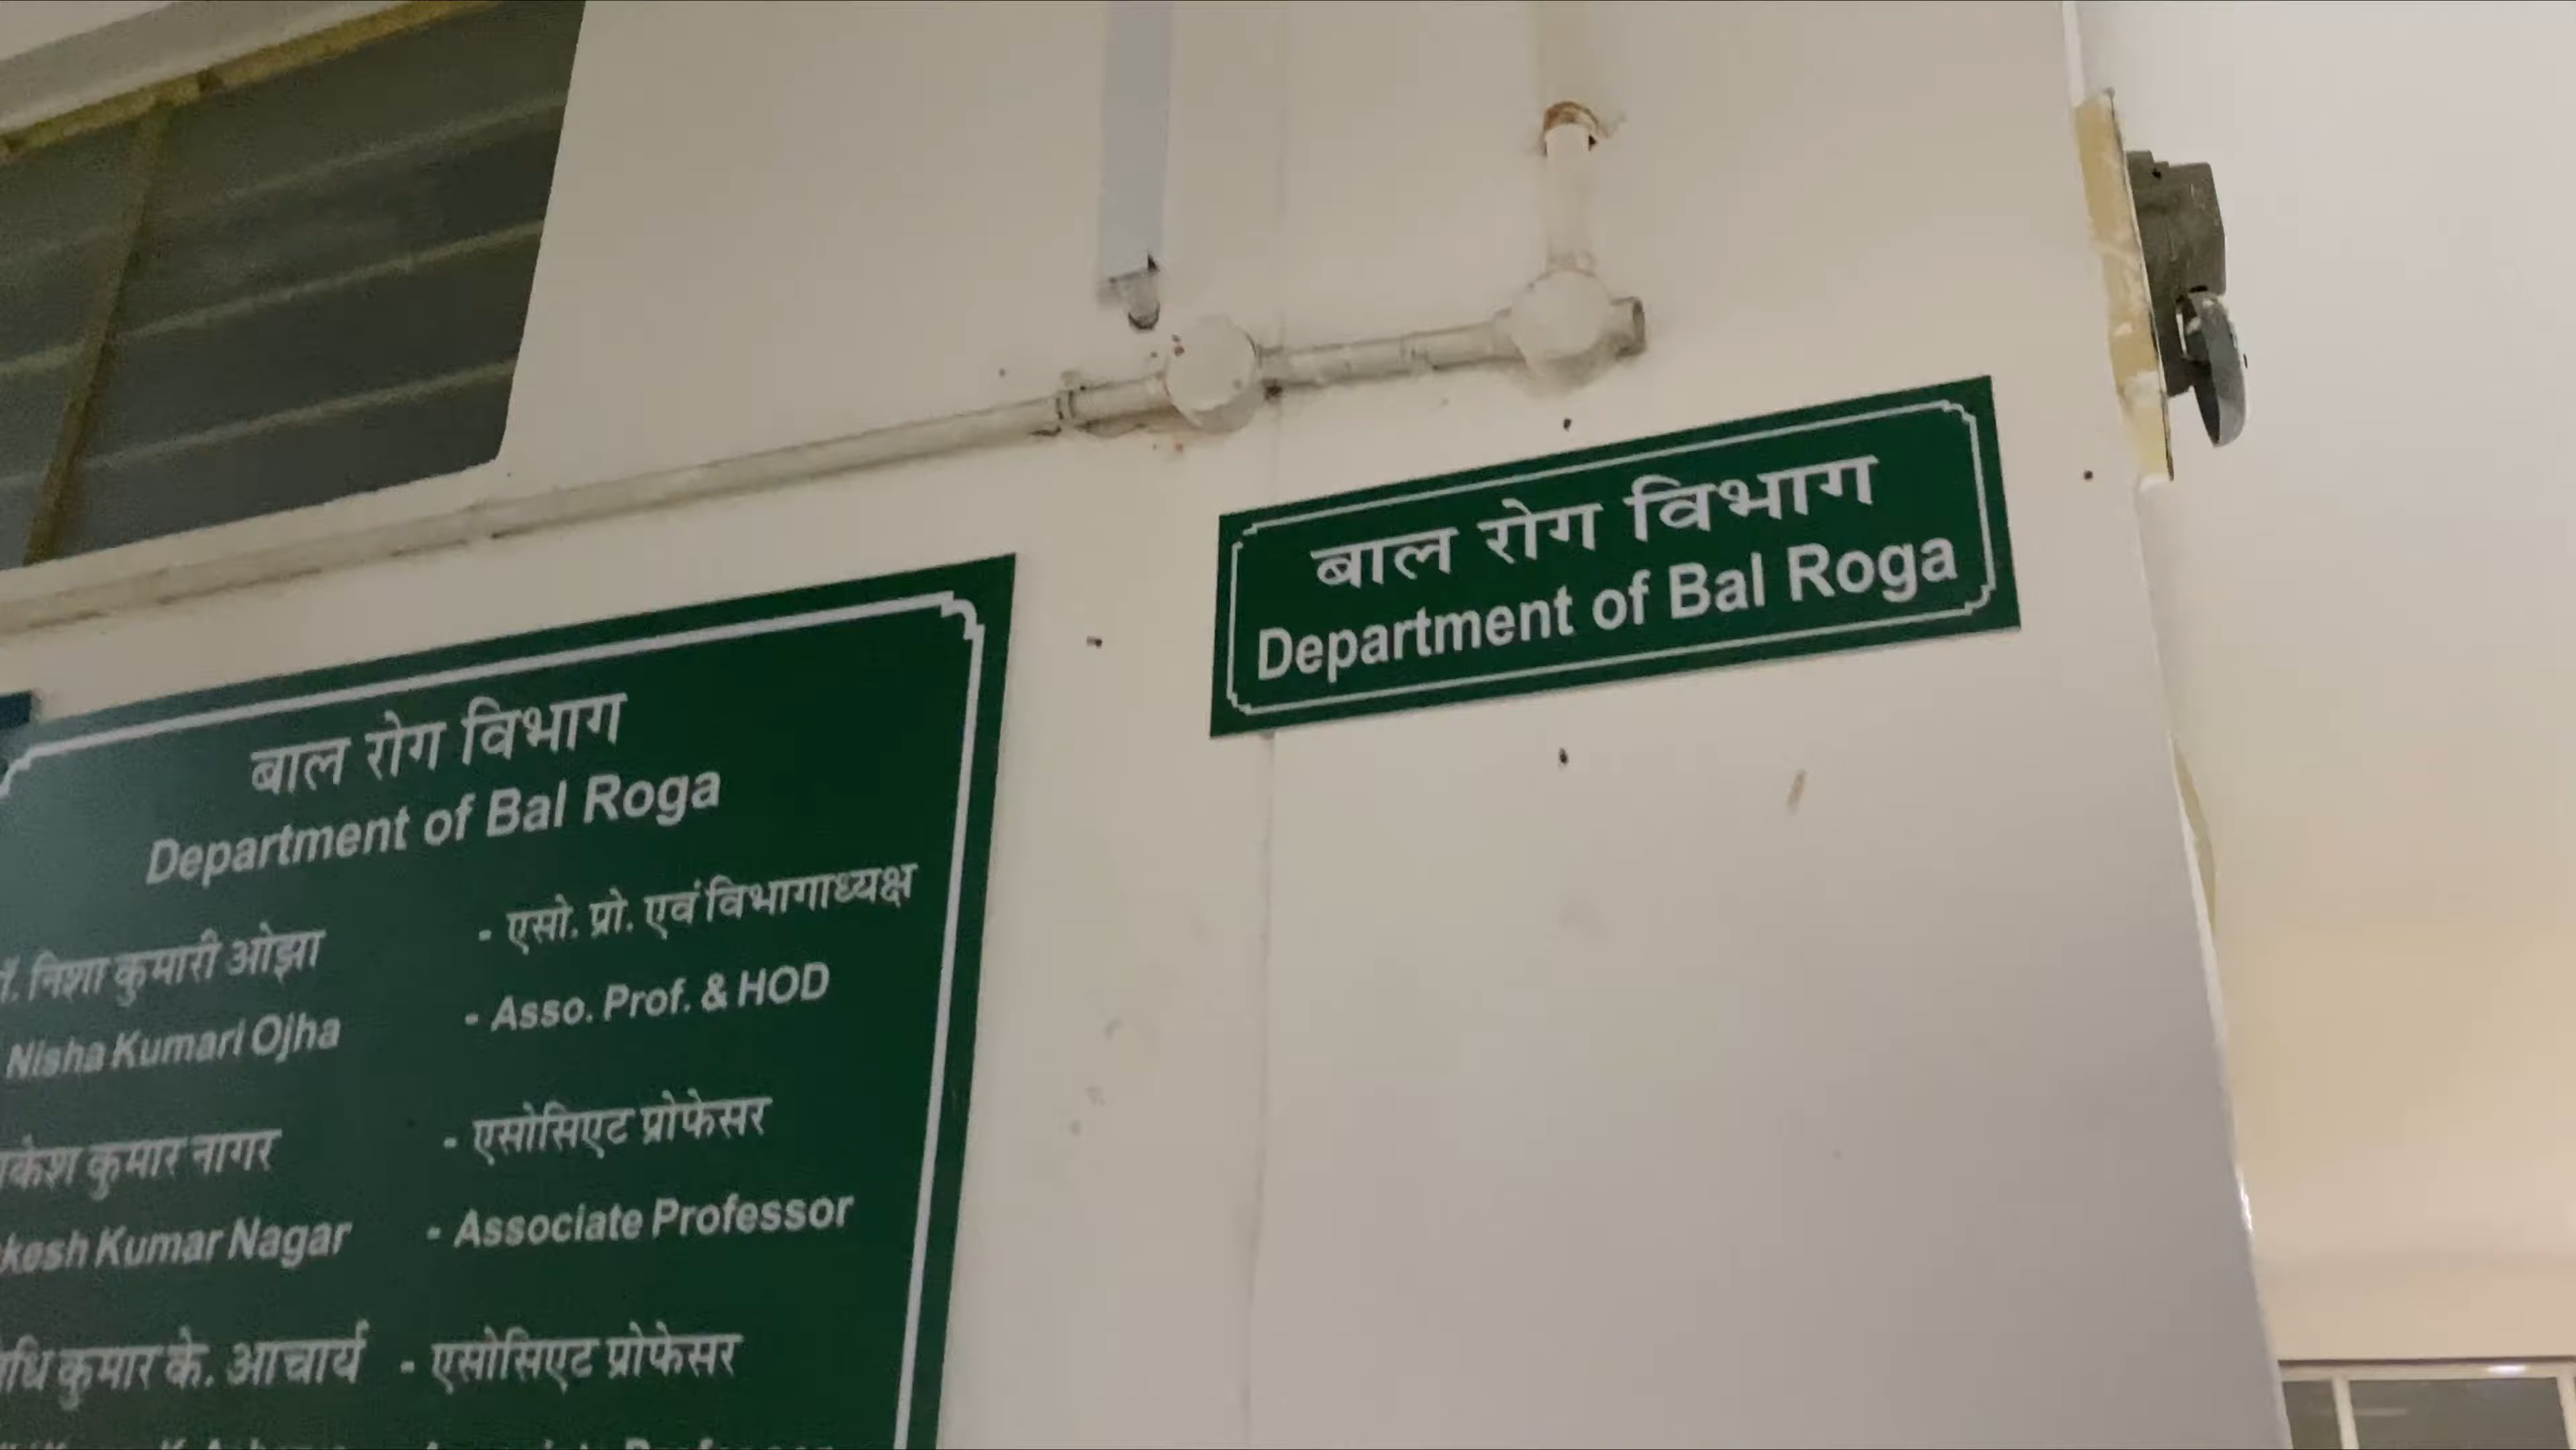 बाल रोग विभाग
Department of Bal Roga
बाल रोग विभाग
Department of Bal Roga
निशा कुमारी ओझा - एसो. प्रो. एवं विभागाध्यक्ष
Nisha Kumari Ojha - Asso. Prof. & HOD
कुमार नागर - एसोसिएट प्रोफेसर
Kumar Nagar - Associate Professor
कुमार के. आचार्य - एसोसिएट प्रोफेसर